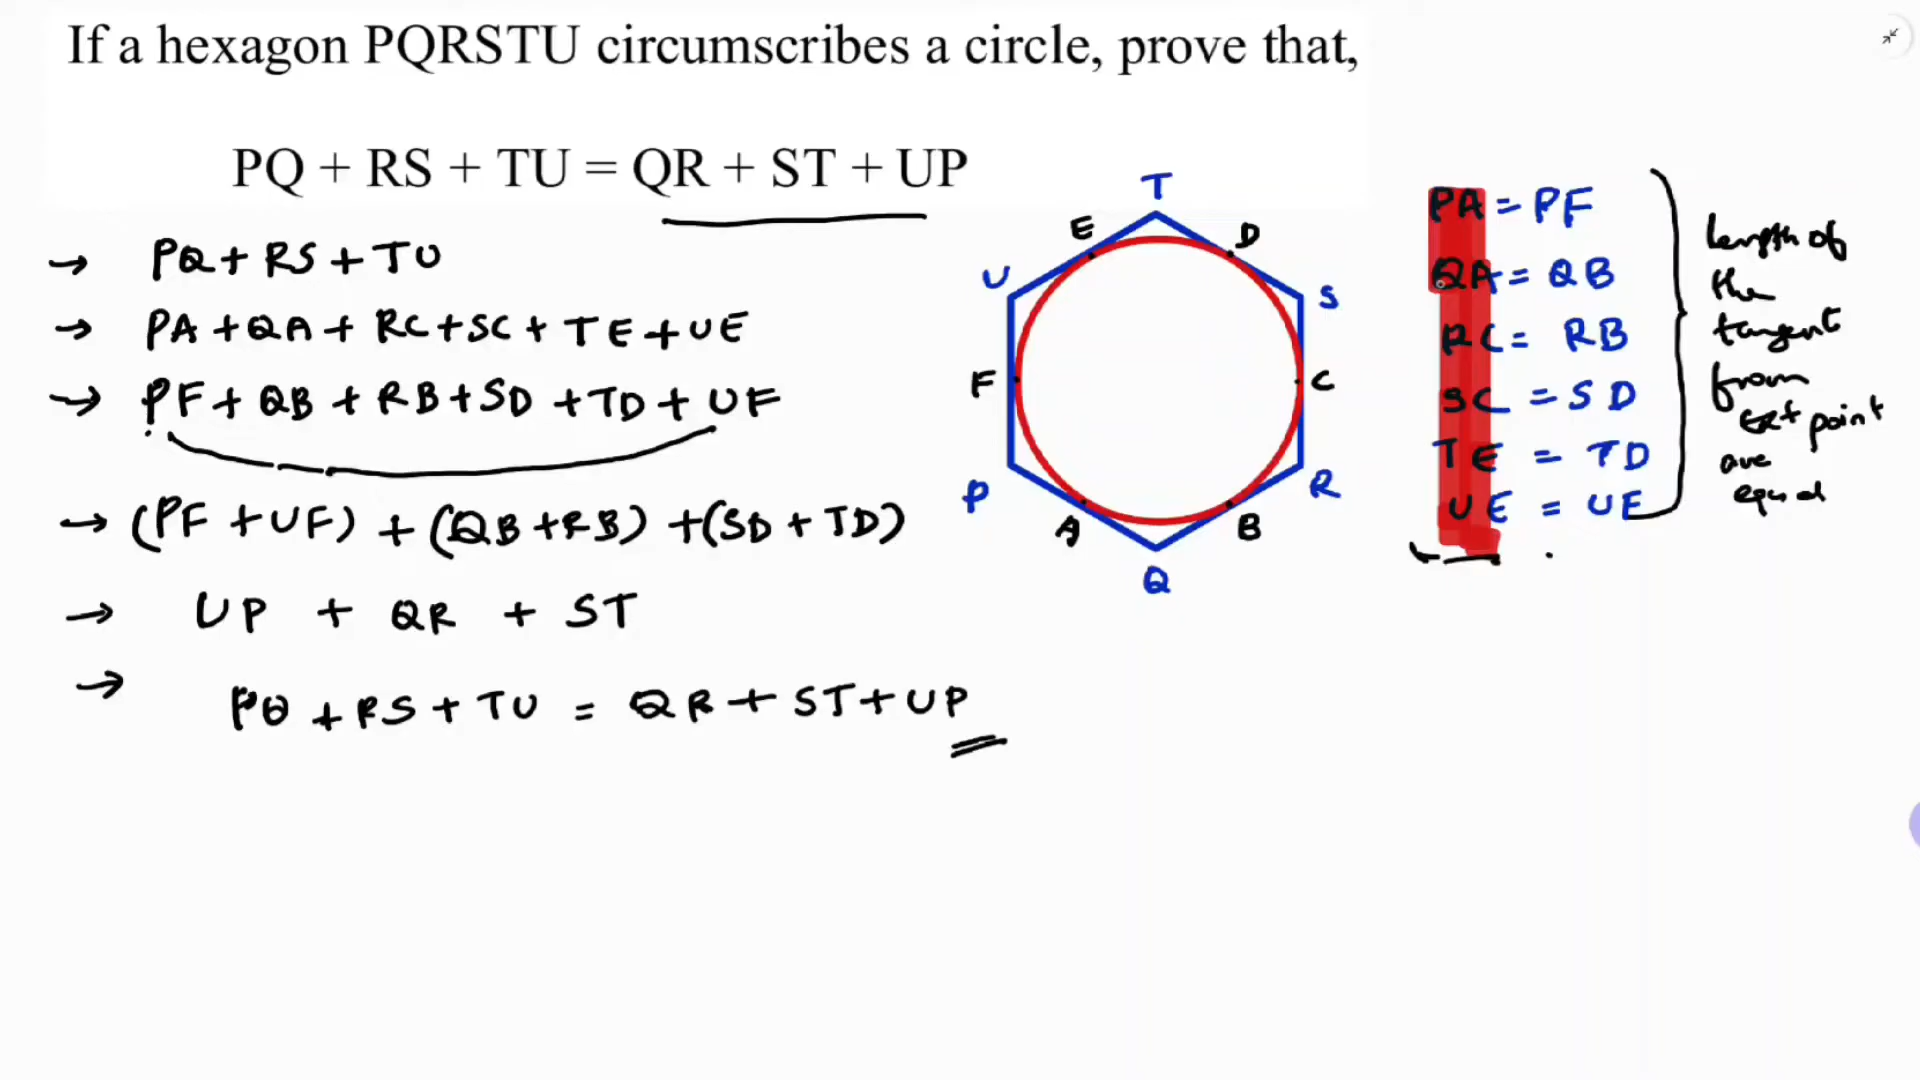 If a hexagon PQRSTU circumscribes a circle, prove that,
PQ + RS + TU = QR + ST + UP
→ PQ + RS + TU
→ PA + QA + RC + SC + TE + UE
→ PF + QB + RB + SD + TD + UF
→ (PF + UF) + (QB + RB) + (SD + TD)
→ UP + QR + ST
→ PQ + RS + TU = QR + ST + UP
T
E
D
U
S
F
C
P
R
A
B
Q
PA = PF
QA = QB
RC = RB
SC = SD
TE = TD
UE = UE
length of
the
tangent
from
ext point
are
equal